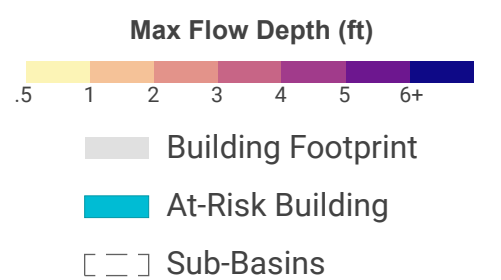 Max Flow Depth (ft)
.5 1 2 3 4 5 6+
Building Footprint
At-Risk Building
Sub-Basins